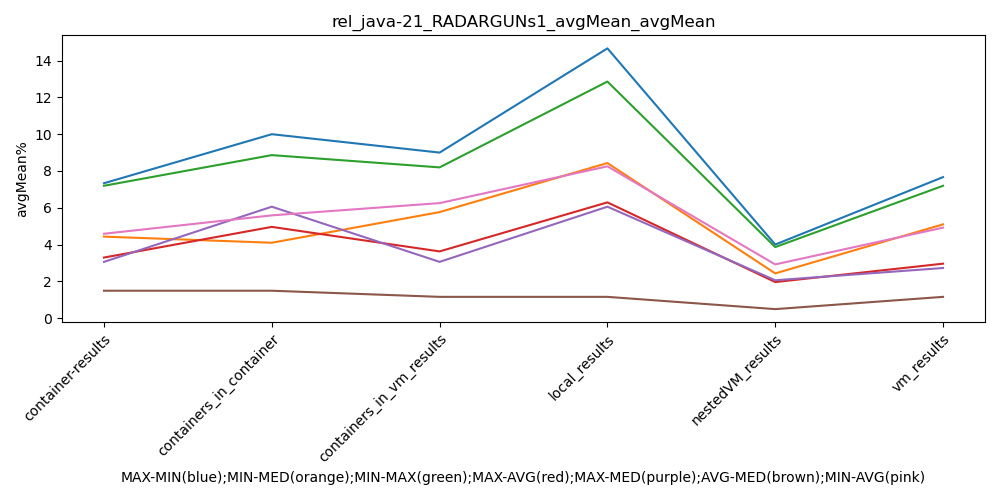 rel_java-21_RADARGUNs1_avgMean_avgMean
avgMean%
14
12
10
8
6
4
2
0
container-results
containers_in_container
containers_in_vm_results
local_results
nestedVM_results
vm_results
MAX-MIN(blue);MIN-MED(orange);MIN-MAX(green);MAX-AVG(red);MAX-MED(purple);AVG-MED(brown);MIN-AVG(pink)